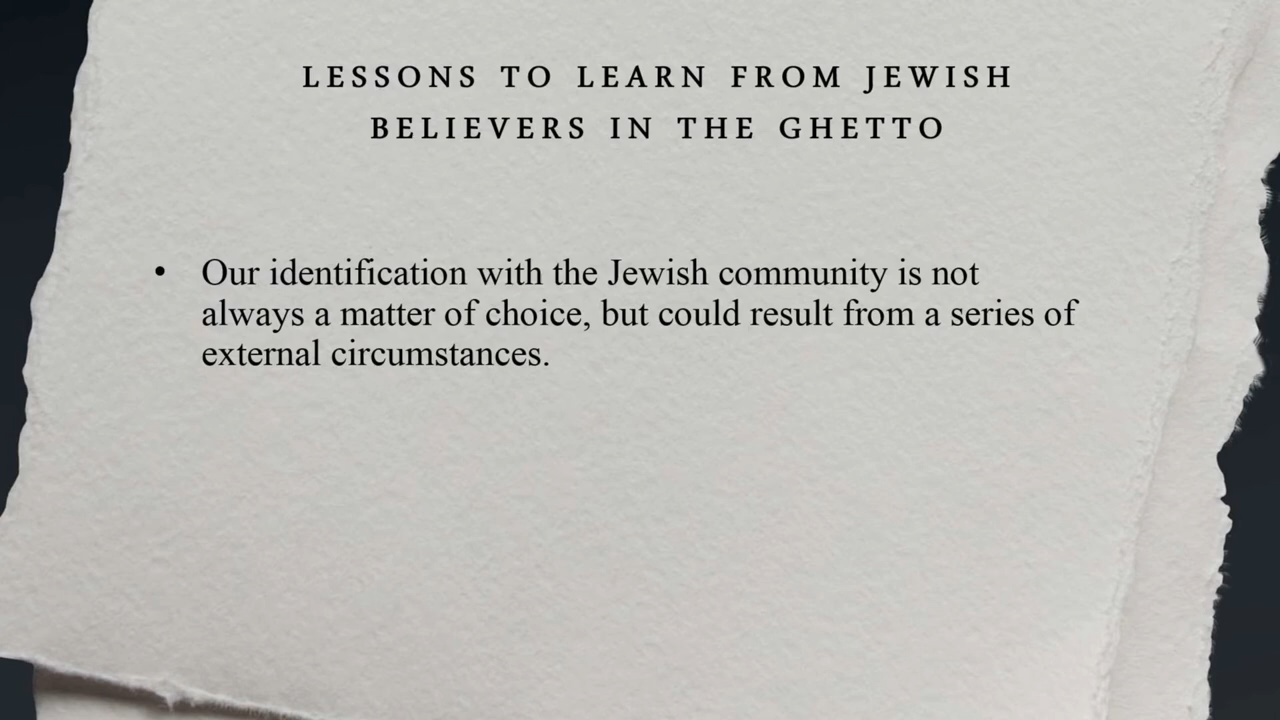 LESSONS TO LEARN FROM JEWISH
BELIEVERS IN THE GHETTO
• Our identification with the Jewish community is not
always a matter of choice, but could result from a series of
external circumstances.